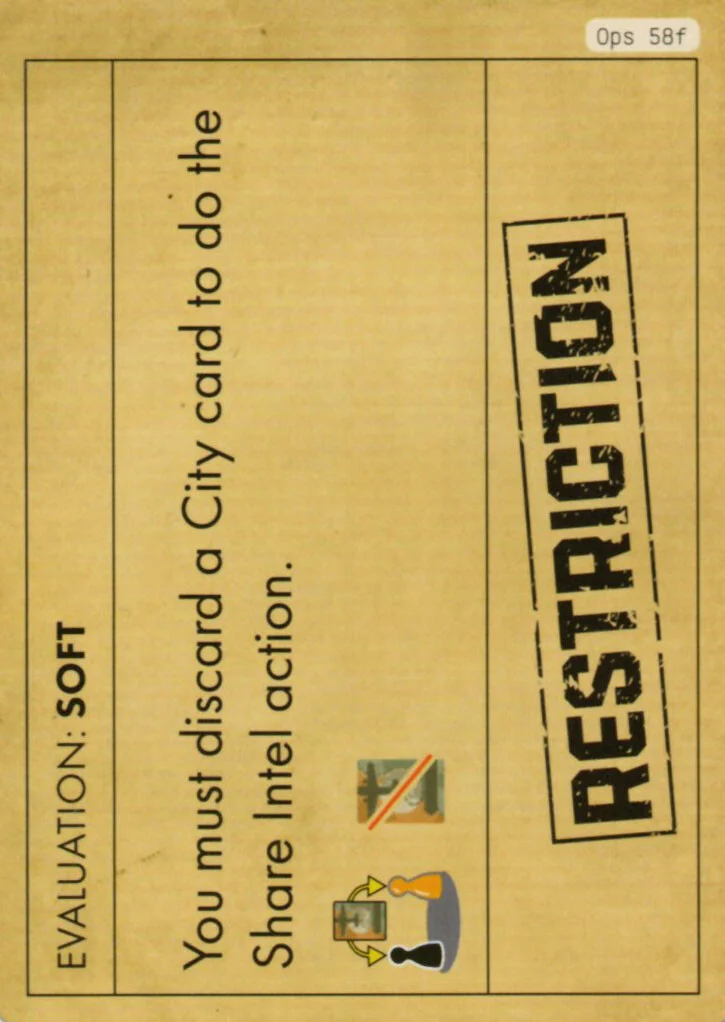 Ops 58f
EVALUATION: SOFT
You must discard a City card to do the
Share Intel action.
RESTRICTION